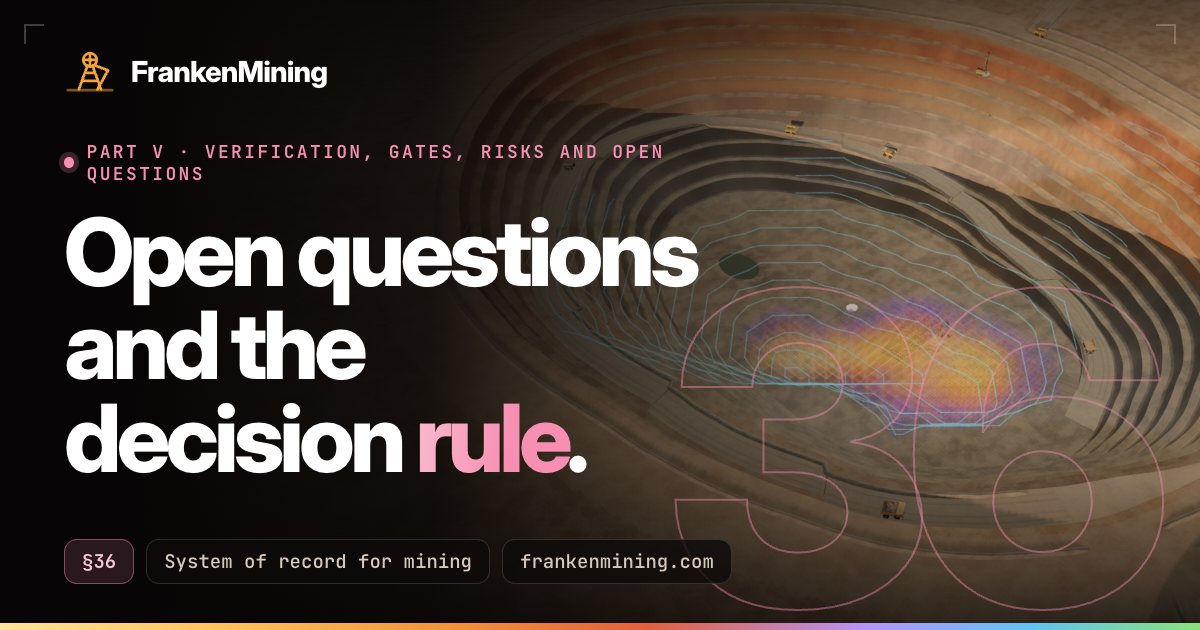 FrankenMining
PART V · VERIFICATION, GATES, RISKS AND OPEN
QUESTIONS
Open questions
and the
decision rule.
§36
System of record for mining
frankenmining.com
36